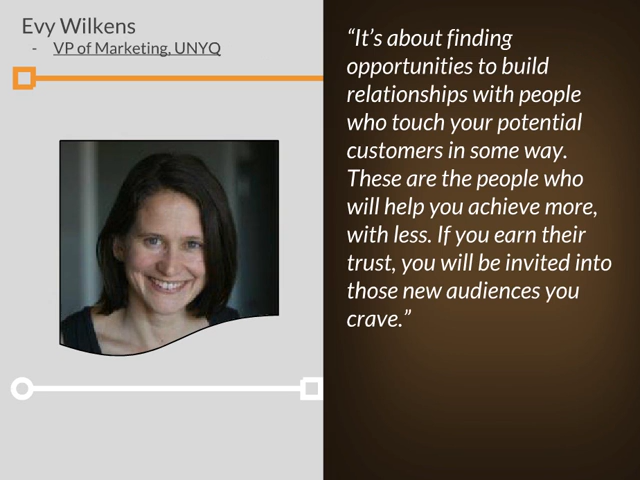 Evy Wilkens
- VP of Marketing, UNYQ
“It’s about finding
opportunities to build
relationships with people
who touch your potential
customers in some way.
These are the people who
will help you achieve more,
with less. If you earn their
trust, you will be invited into
those new audiences you
crave.”